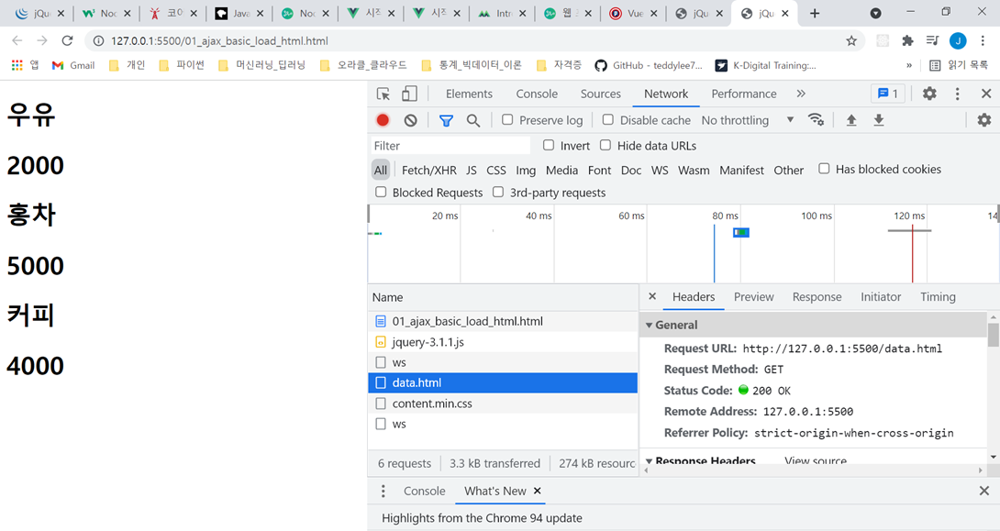 jQu
Noc
코이
Java
Noc
시작
시작
Intr
웹
Vue
jQu
jQu
127.0.0.1:5500/01_ajax_basic_load_html.html
앱 Gmail 개인 파이썬 머신러닝_딥러닝 오라클_클라우드 통계_빅데이터_이론 자격증 GitHub - teddylee7... K-Digital Training:... » 읽기 목록
우유
2000
홍차
5000
커피
4000
Elements Console Sources Network Performance » 1
Preserve log Disable cache No throttling
Filter Invert Hide data URLs
All Fetch/XHR JS CSS Img Media Font Doc WS Wasm Manifest Other Has blocked cookies
Blocked Requests 3rd-party requests
20 ms 40 ms 60 ms 80 ms 100 ms 120 ms 14
Name
01_ajax_basic_load_html.html
jquery-3.1.1.js
ws
data.html
content.min.css
ws
6 requests 3.3 kB transferred 274 kB resourc
Headers Preview Response Initiator Timing
General
Request URL: http://127.0.0.1:5500/data.html
Request Method: GET
Status Code: 200 OK
Remote Address: 127.0.0.1:5500
Referrer Policy: strict-origin-when-cross-origin
Response Headers View source
Console What's New
Highlights from the Chrome 94 update